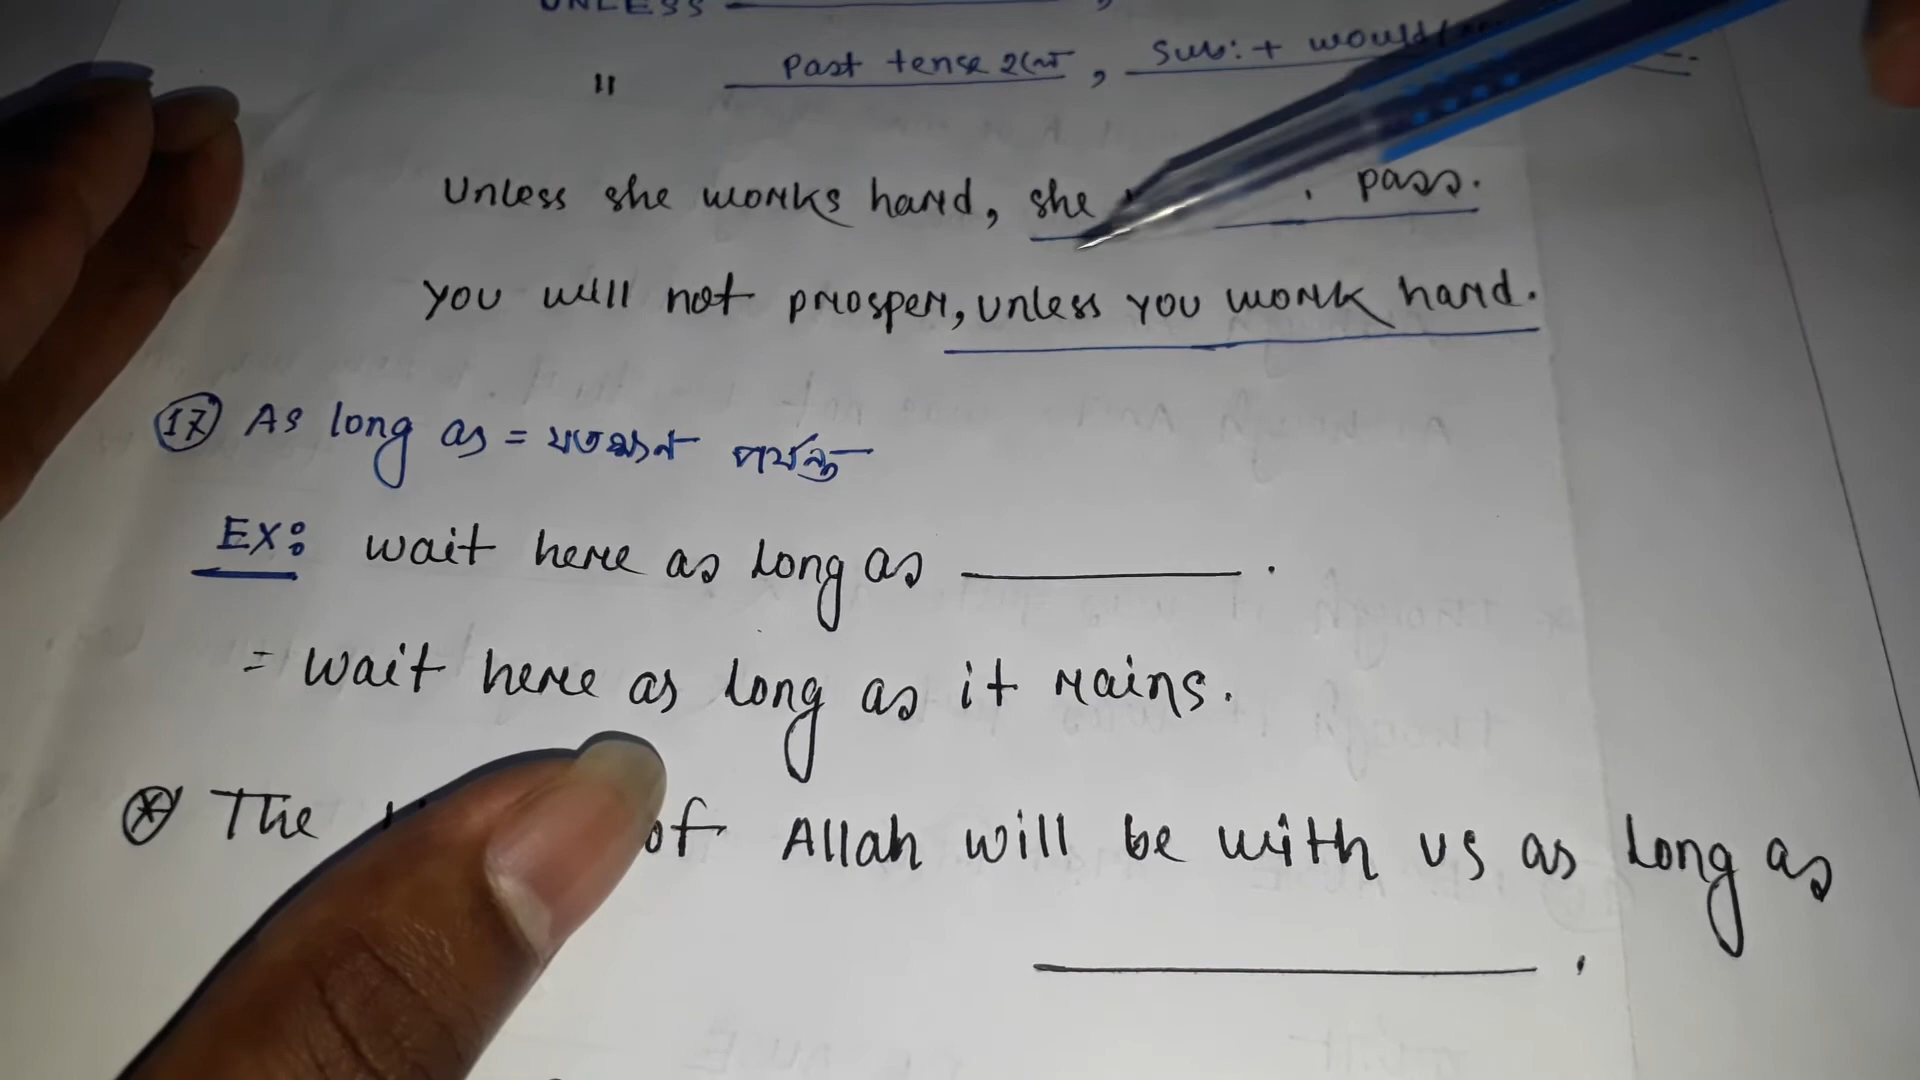 UNLESS ,
" Past tense হলে, sub: + would
Unless she works hard, she pass.
You will not prosper, unless you work hard.
17 As long as = যতক্ষণ পর্যন্ত
EX: wait here as long as .
= wait here as long as it rains.
The of Allah will be with us as long as
.